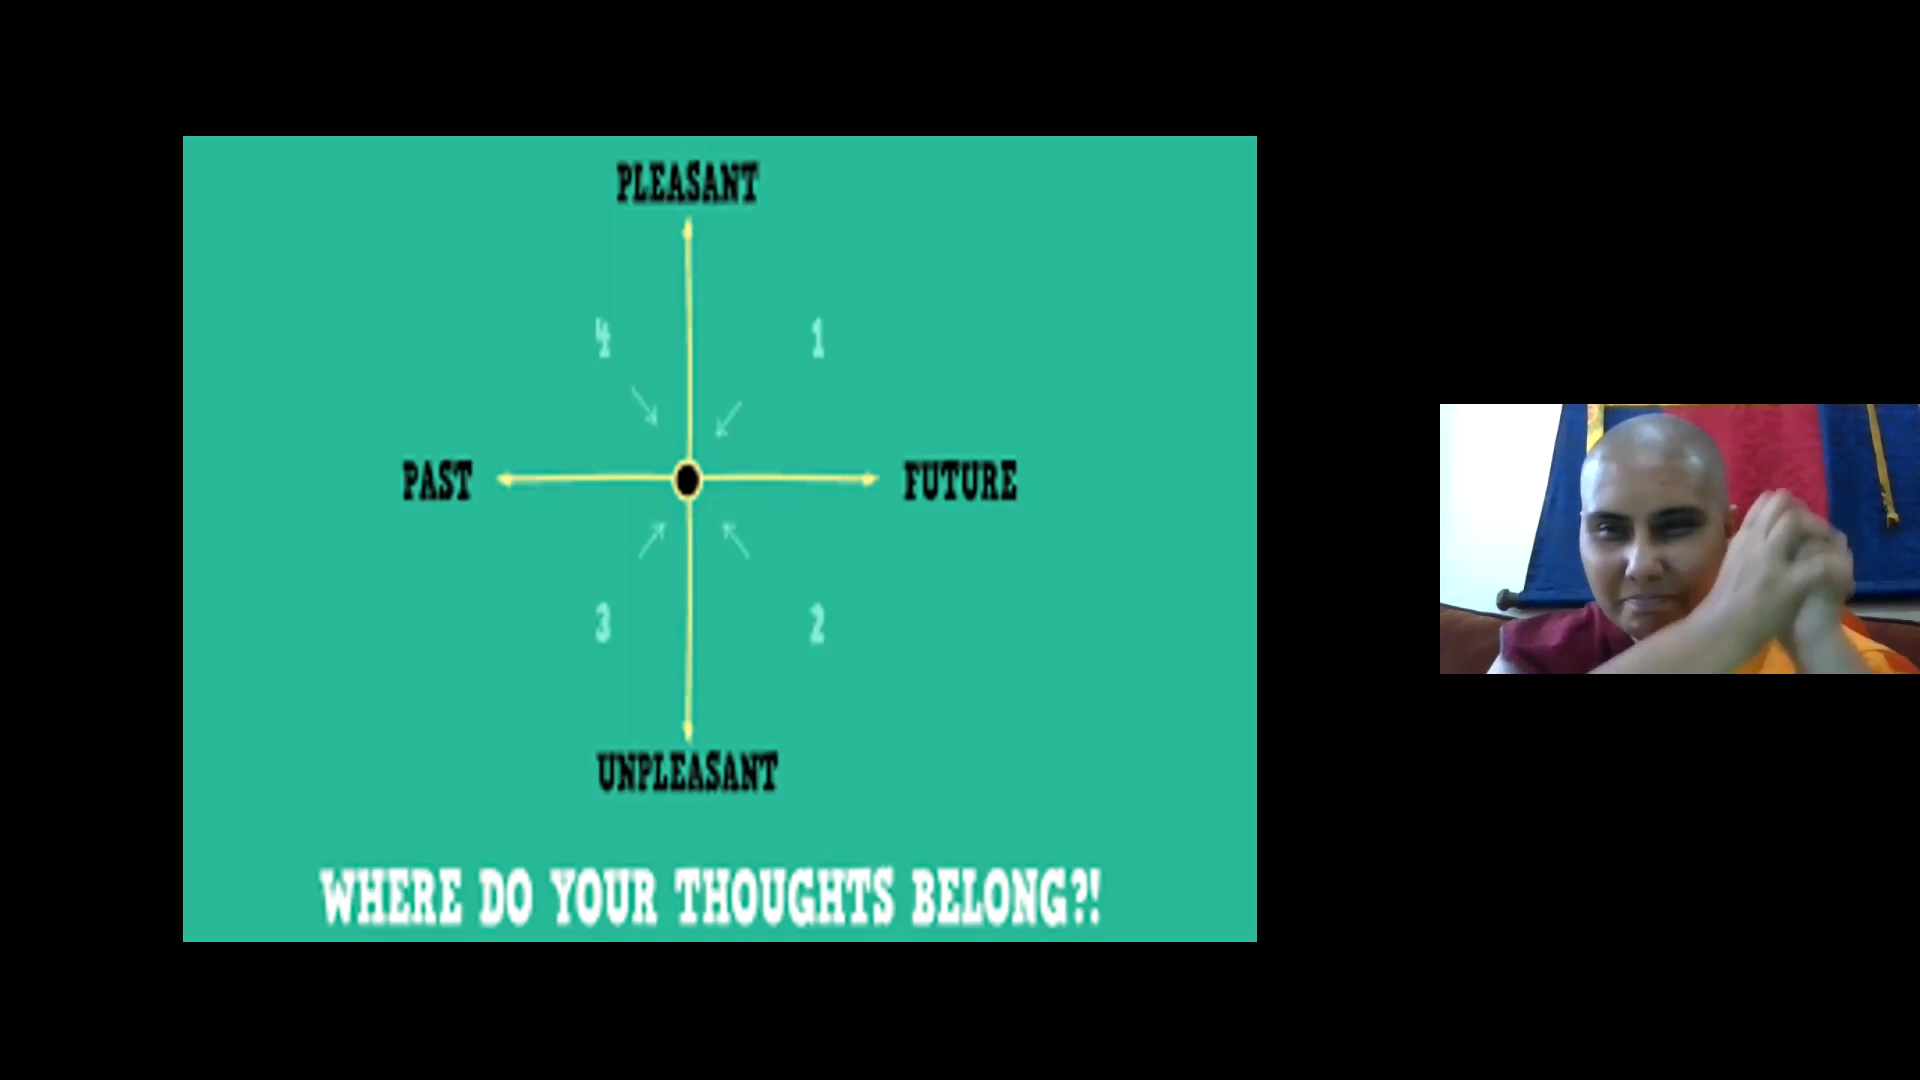 PLEASANT
4 1
PAST FUTURE
3 2
UNPLEASANT
WHERE DO YOUR THOUGHTS BELONG?!